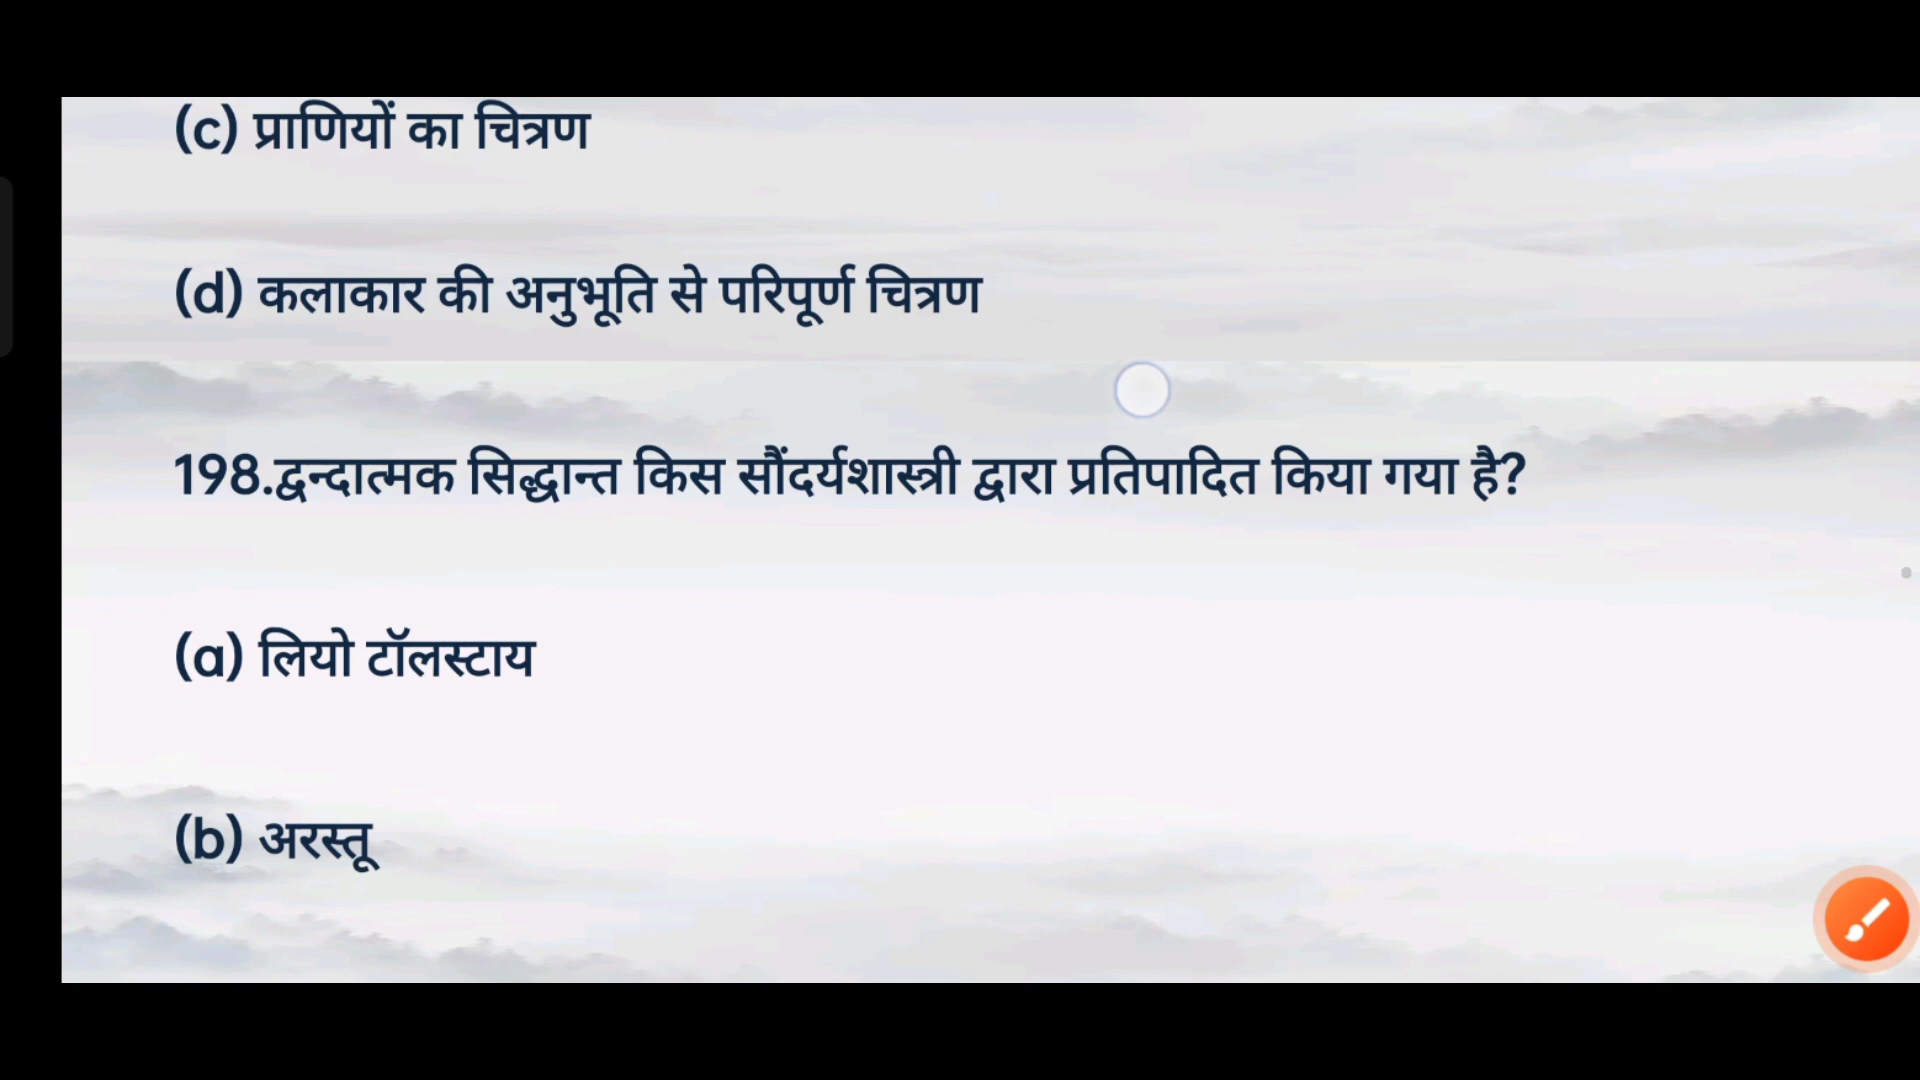 (c) प्राणियों का चित्रण
(d) कलाकार की अनुभूति से परिपूर्ण चित्रण
198.द्वन्दात्मक सिद्धान्त किस सौंदर्यशास्त्री द्वारा प्रतिपादित किया गया है?
(a) लियो टॉलस्टाय
(b) अरस्तू